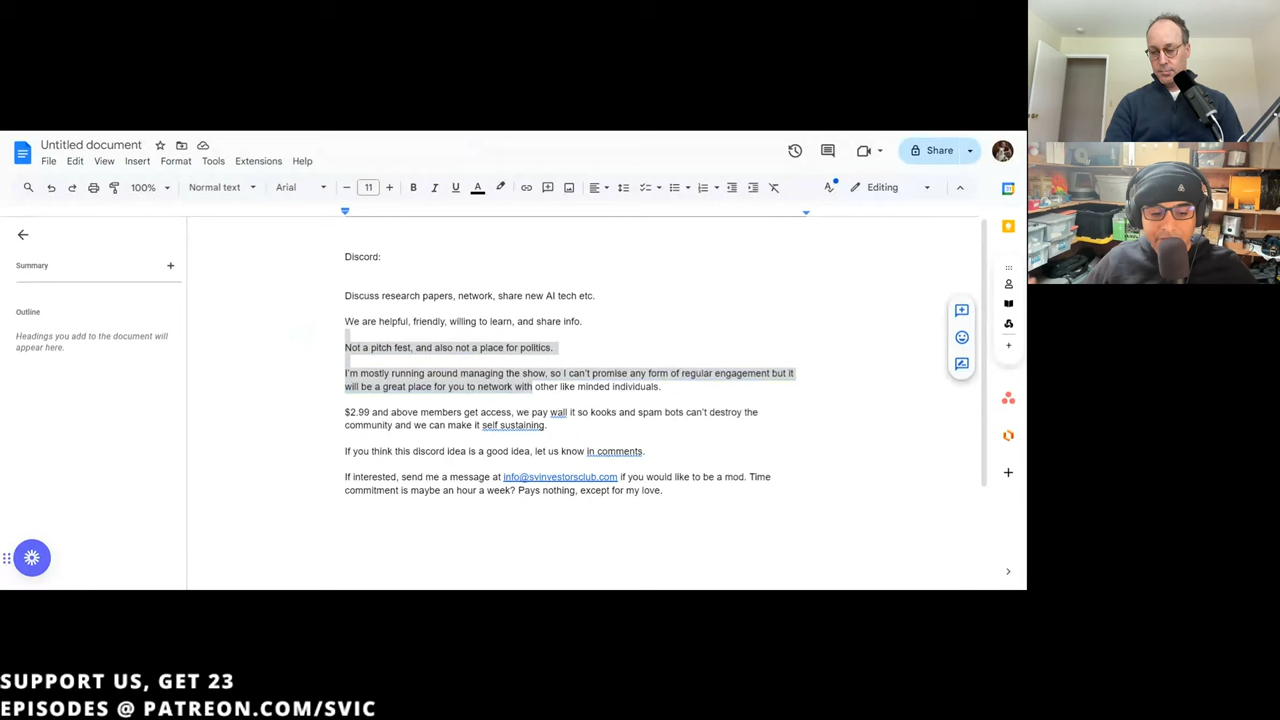 Untitled document
File Edit View Insert Format Tools Extensions Help
Share
100% Normal text Arial 11 B I U A Editing
Summary
Outline
Headings you add to the document will
appear here.
Discord:
Discuss research papers, network, share new AI tech etc.
We are helpful, friendly, willing to learn, and share info.
Not a pitch fest, and also not a place for politics.
I'm mostly running around managing the show, so I can't promise any form of regular engagement but it
will be a great place for you to network with other like minded individuals.
$2.99 and above members get access, we pay wall it so kooks and spam bots can't destroy the
community and we can make it self sustaining.
If you think this discord idea is a good idea, let us know in comments.
If interested, send me a message at info@svinvestorsclub.com if you would like to be a mod. Time
commitment is maybe an hour a week? Pays nothing, except for my love.
SUPPORT US, GET 23
EPISODES @ PATREON.COM/SVIC